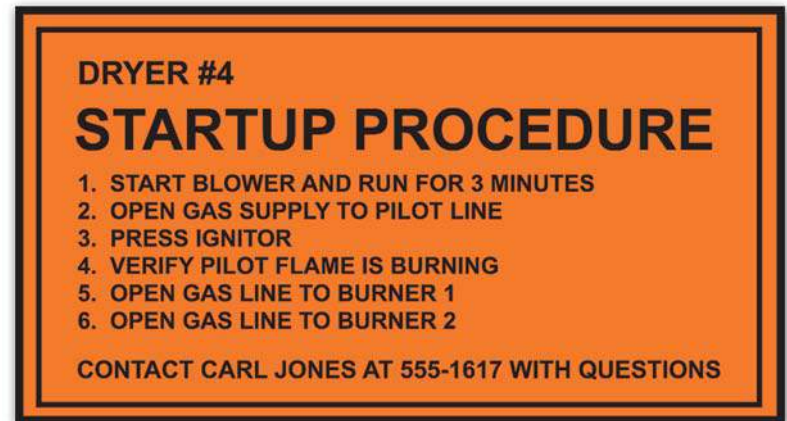 DRYER #4
STARTUP PROCEDURE
1. START BLOWER AND RUN FOR 3 MINUTES
2. OPEN GAS SUPPLY TO PILOT LINE
3. PRESS IGNITOR
4. VERIFY PILOT FLAME IS BURNING
5. OPEN GAS LINE TO BURNER 1
6. OPEN GAS LINE TO BURNER 2
CONTACT CARL JONES AT 555-1617 WITH QUESTIONS